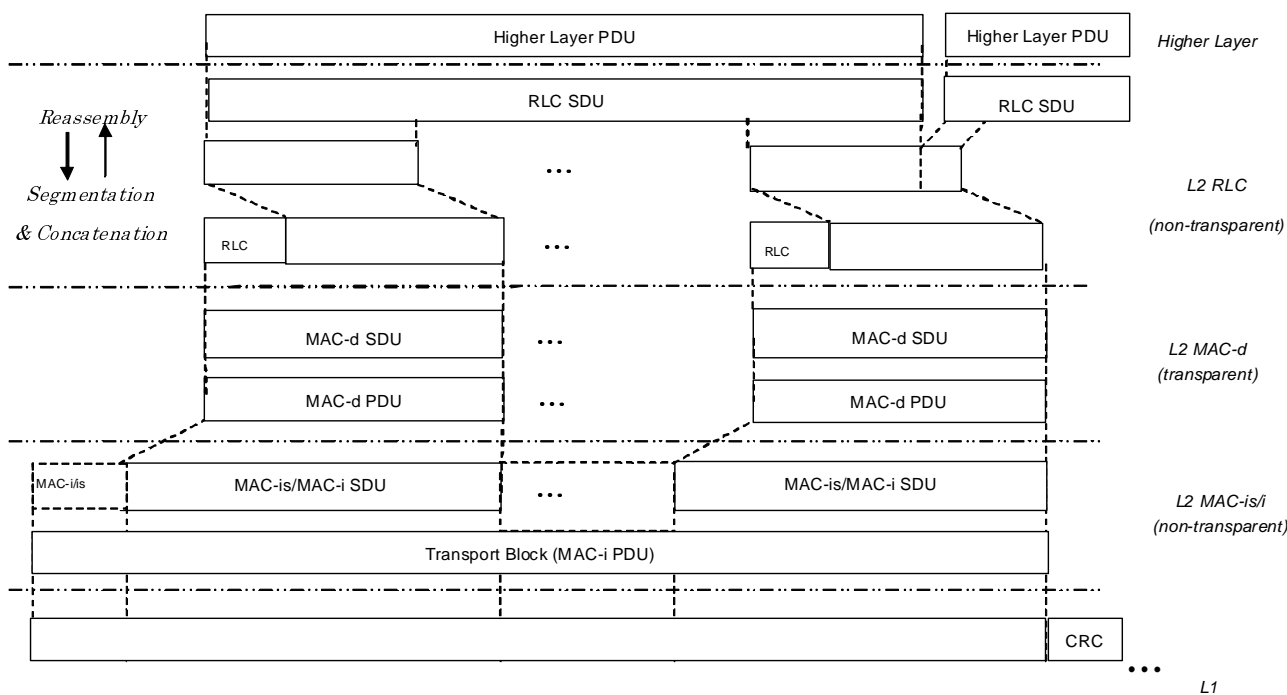 Higher Layer PDU
Higher Layer PDU
Higher Layer
RLC SDU
RLC SDU
Reassembly
Segmentation
& Concatenation
...
L2 RLC
(non-transparent)
RLC
...
RLC
MAC-d SDU
...
MAC-d SDU
L2 MAC-d
(transparent)
MAC-d PDU
...
MAC-d PDU
MAC-i/is
MAC-is/MAC-i SDU
...
MAC-is/MAC-i SDU
L2 MAC-is/i
(non-transparent)
Transport Block (MAC-i PDU)
CRC
...
L1